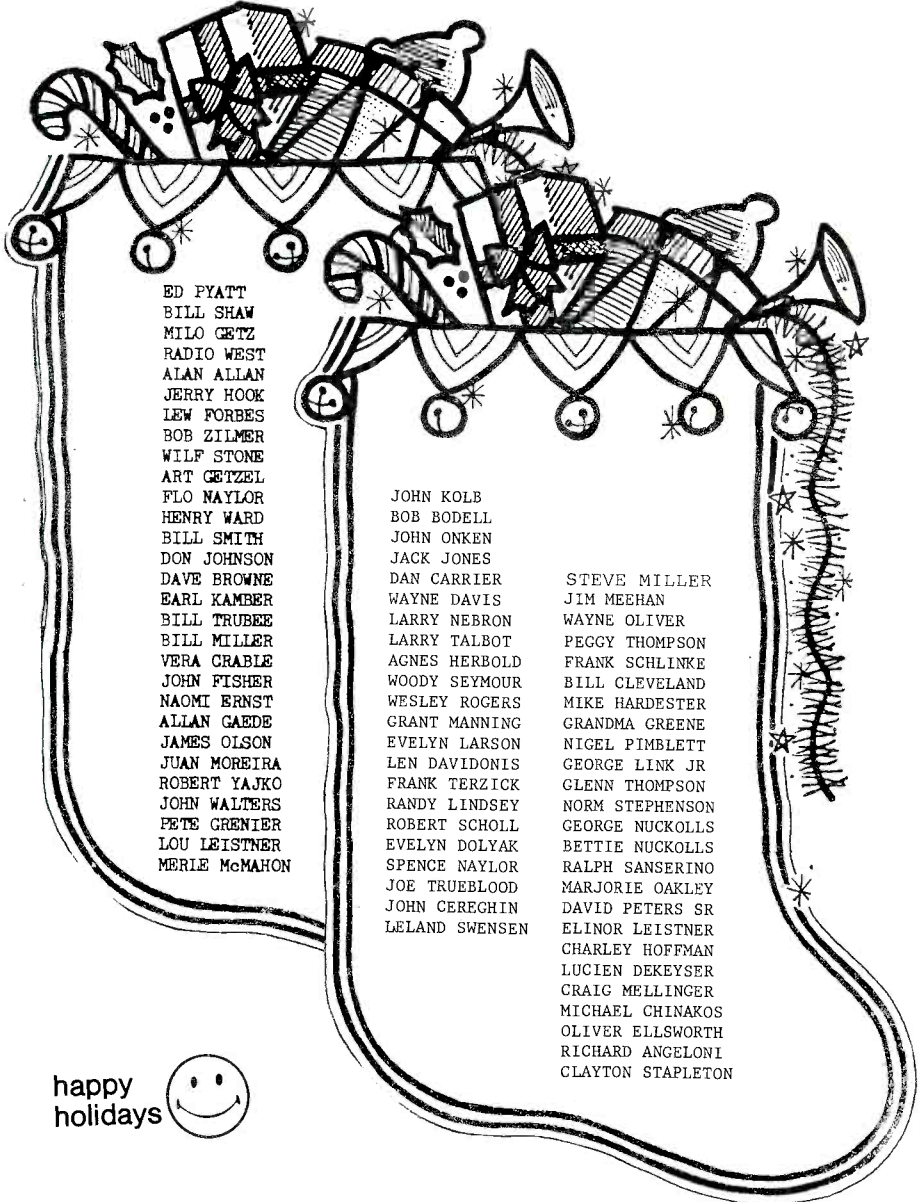 ED PYATT
BILL SHAW
MILO GETZ
RADIO WEST
ALAN ALLAN
JERRY HOOK
LEW FORBES
BOB ZILMER
WILF STONE
ART GETZEL
FLO NAYLOR
HENRY WARD
BILL SMITH
DON JOHNSON
DAVE BROWNE
EARL KAMBER
BILL TRUBEE
BILL MILLER
VERA CRABLE
JOHN FISHER
NAOMI ERNST
ALLAN GAEDE
JAMES OLSON
JUAN MOREIRA
ROBERT YAJKO
JOHN WALTERS
PETE GRENIER
LOU LEISTNER
MERLE McMAHON
JOHN KOLB
BOB BODELL
JOHN ONKEN
JACK JONES
DAN CARRIER
WAYNE DAVIS
LARRY NEBRON
LARRY TALBOT
AGNES HERBOLD
WOODY SEYMOUR
WESLEY ROGERS
GRANT MANNING
EVELYN LARSON
LEN DAVIDONIS
FRANK TERZICK
RANDY LINDSEY
ROBERT SCHOLL
EVELYN DOLYAK
SPENCE NAYLOR
JOE TRUEBLOOD
JOHN CEREGHIN
LELAND SWENSEN
STEVE MILLER
JIM MEEHAN
WAYNE OLIVER
PEGGY THOMPSON
FRANK SCHLINKE
BILL CLEVELAND
MIKE HARDESTER
GRANDMA GREENE
NIGEL PIMBLETT
GEORGE LINK JR
GLENN THOMPSON
NORM STEPHENSON
GEORGE NUCKOLLS
BETTIE NUCKOLLS
RALPH SANSERINO
MARJORIE OAKLEY
DAVID PETERS SR
ELINOR LEISTNER
CHARLEY HOFFMAN
LUCIEN DEKEYSER
CRAIG MELLINGER
MICHAEL CHINAKOS
OLIVER ELLSWORTH
RICHARD ANGELONI
CLAYTON STAPLETON
happy
holidays